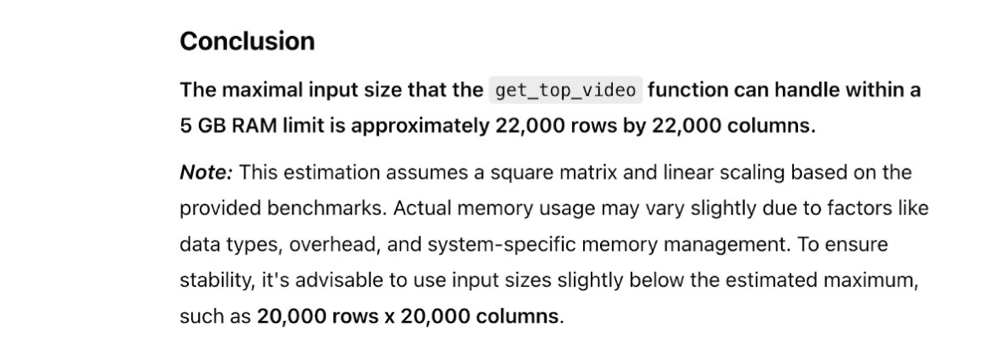 Conclusion
The maximal input size that the get_top_video function can handle within a
5 GB RAM limit is approximately 22,000 rows by 22,000 columns.
Note: This estimation assumes a square matrix and linear scaling based on the
provided benchmarks. Actual memory usage may vary slightly due to factors like
data types, overhead, and system-specific memory management. To ensure
stability, it's advisable to use input sizes slightly below the estimated maximum,
such as 20,000 rows x 20,000 columns.